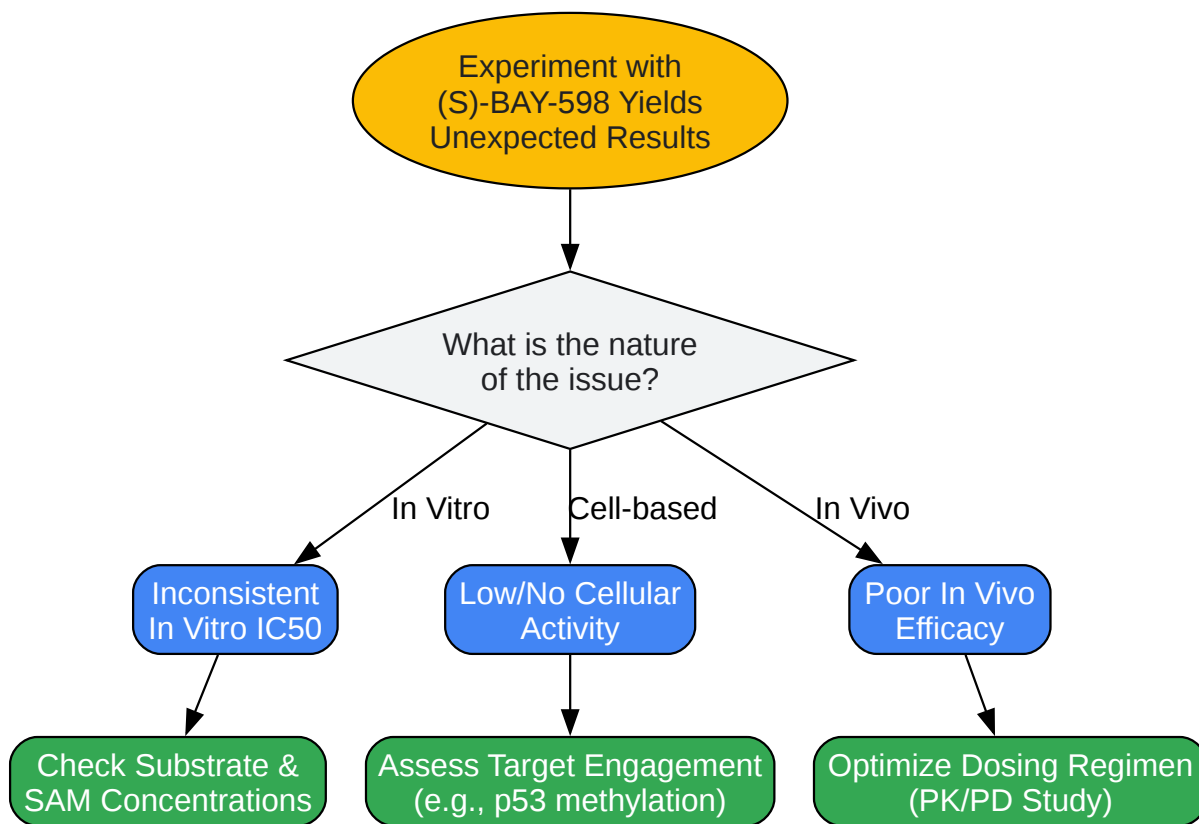 Experiment with
(S)-BAY-598 Yields
Unexpected Results
What is the nature
of the issue?
In Vitro
Cell-based
In Vivo
Inconsistent
In Vitro IC50
Low/No Cellular
Activity
Poor In Vivo
Efficacy
Check Substrate &
SAM Concentrations
Assess Target Engagement
(e.g., p53 methylation)
Optimize Dosing Regimen
(PK/PD Study)